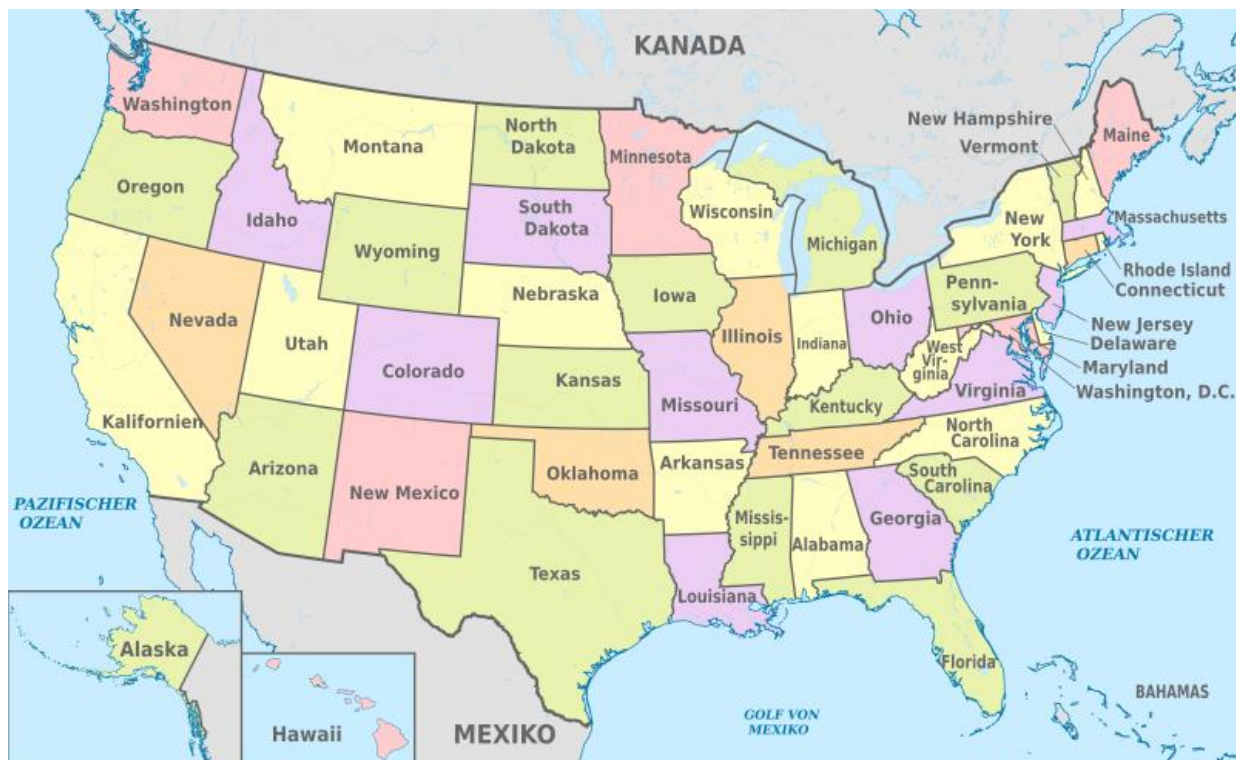 KANADA
Washington
Montana
North
Dakota
Minnesota
New Hampshire
Vermont
Maine
Oregon
Idaho
Wyoming
South
Dakota
Wisconsin
Michigan
New
York
Massachusetts
Rhode Island
Connecticut
Nevada
Utah
Nebraska
Iowa
Illinois
Indiana
Ohio
Penn-
sylvania
New Jersey
Delaware
Maryland
Washington, D.C.
Kalifornien
Colorado
Kansas
Missouri
Kentucky
West
Vir-
ginia
Virginia
Arizona
New Mexico
Oklahoma
Arkansas
Tennessee
North
Carolina
South
Carolina
PAZIFISCHER
OZEAN
Texas
Louisiana
Missis-
sippi
Alabama
Georgia
ATLANTISCHER
OZEAN
Florida
Alaska
Hawaii
MEXIKO
GOLF VON
MEXIKO
BAHAMAS